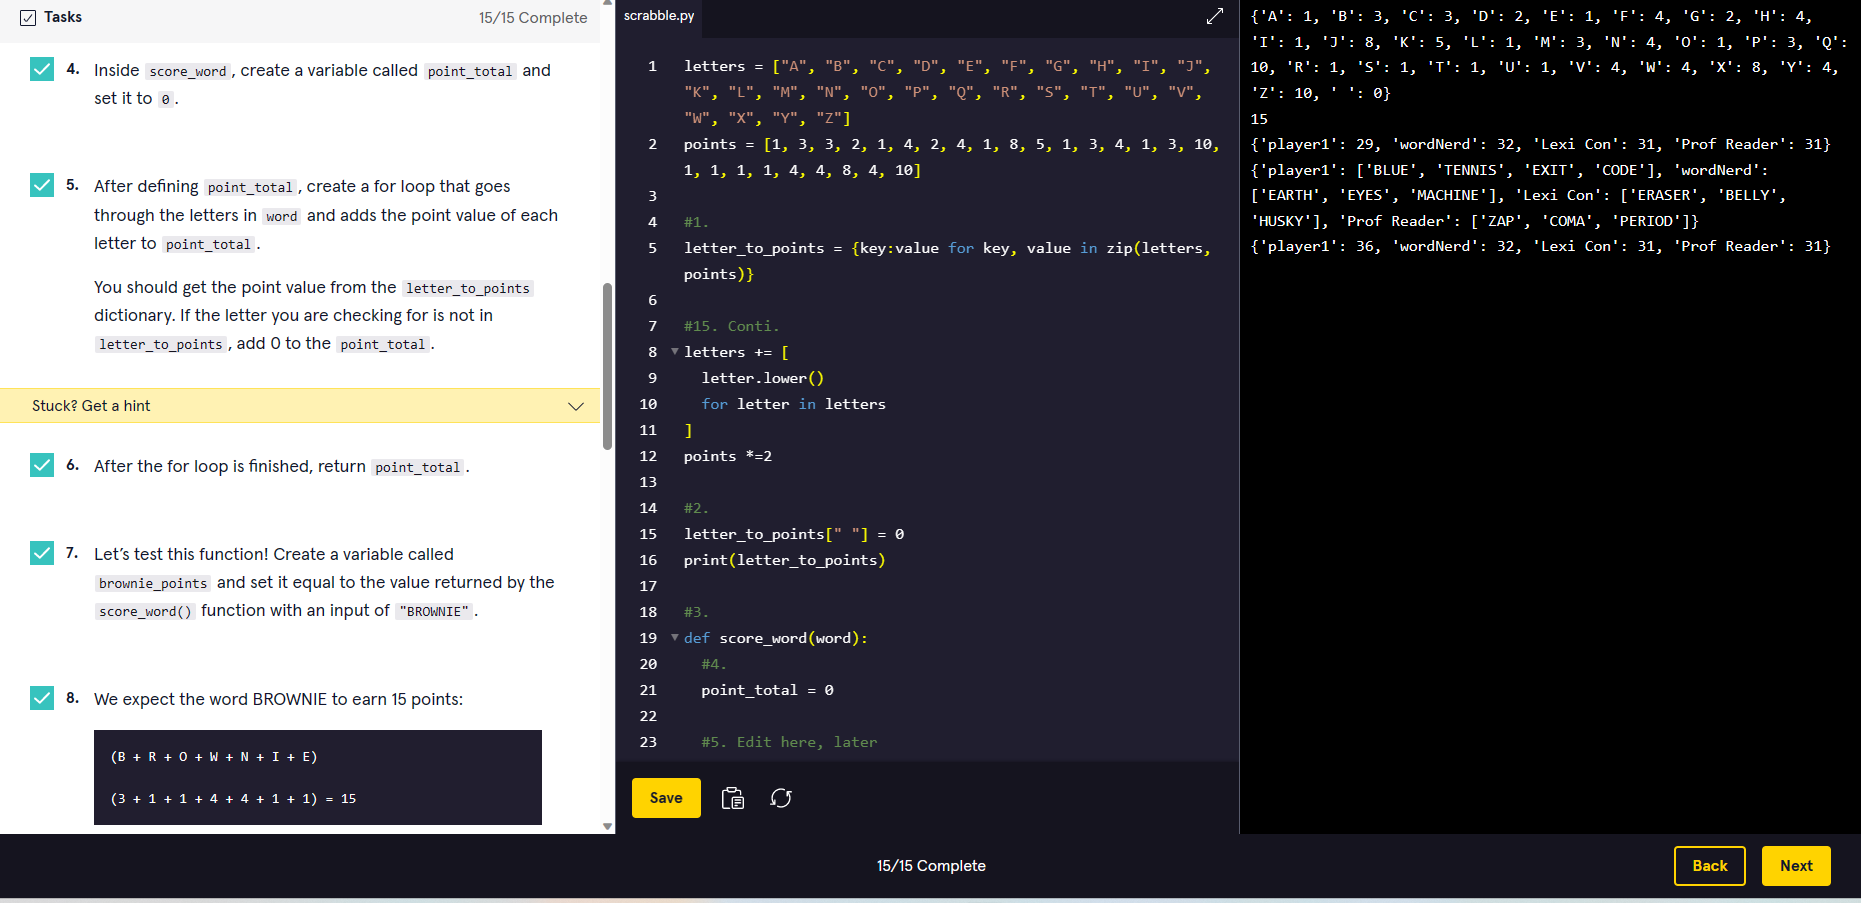 Tasks
15/15 Complete
4. Inside score_word, create a variable called point_total and
set it to 0.
5. After defining point_total, create a for loop that goes
through the letters in word and adds the point value of each
letter to point_total.
You should get the point value from the letter_to_points
dictionary. If the letter you are checking for is not in
letter_to_points, add 0 to the point_total.
Stuck? Get a hint
6. After the for loop is finished, return point_total.
7. Let's test this function! Create a variable called
brownie_points and set it equal to the value returned by the
score_word() function with an input of "BROWNIE".
8. We expect the word BROWNIE to earn 15 points:
(B + R + O + W + N + I + E)
(3 + 1 + 1 + 4 + 4 + 1 + 1) = 15
scrabble.py
1 letters = ["A", "B", "C", "D", "E", "F", "G", "H", "I", "J",
"K", "L", "M", "N", "O", "P", "Q", "R", "S", "T", "U", "V",
"W", "X", "Y", "Z"]
2 points = [1, 3, 3, 2, 1, 4, 2, 4, 1, 8, 5, 1, 3, 4, 1, 3, 10,
1, 1, 1, 1, 4, 4, 8, 4, 10]
3
4 #1.
5 letter_to_points = {key:value for key, value in zip(letters,
points)}
6
7 #15. Conti.
8 letters += [
9 letter.lower()
10 for letter in letters
11 ]
12 points *=2
13
14 #2.
15 letter_to_points[" "] = 0
16 print(letter_to_points)
17
18 #3.
19 def score_word(word):
20 #4.
21 point_total = 0
22
23 #5. Edit here, later
Save
{'A': 1, 'B': 3, 'C': 3, 'D': 2, 'E': 1, 'F': 4, 'G': 2, 'H': 4,
'I': 1, 'J': 8, 'K': 5, 'L': 1, 'M': 3, 'N': 4, 'O': 1, 'P': 3, 'Q':
10, 'R': 1, 'S': 1, 'T': 1, 'U': 1, 'V': 4, 'W': 4, 'X': 8, 'Y': 4,
'Z': 10, ' ': 0}
15
{'player1': 29, 'wordNerd': 32, 'Lexi Con': 31, 'Prof Reader': 31}
{'player1': ['BLUE', 'TENNIS', 'EXIT', 'CODE'], 'wordNerd':
['EARTH', 'EYES', 'MACHINE'], 'Lexi Con': ['ERASER', 'BELLY',
'HUSKY'], 'Prof Reader': ['ZAP', 'COMA', 'PERIOD']}
{'player1': 36, 'wordNerd': 32, 'Lexi Con': 31, 'Prof Reader': 31}
15/15 Complete
Back
Next